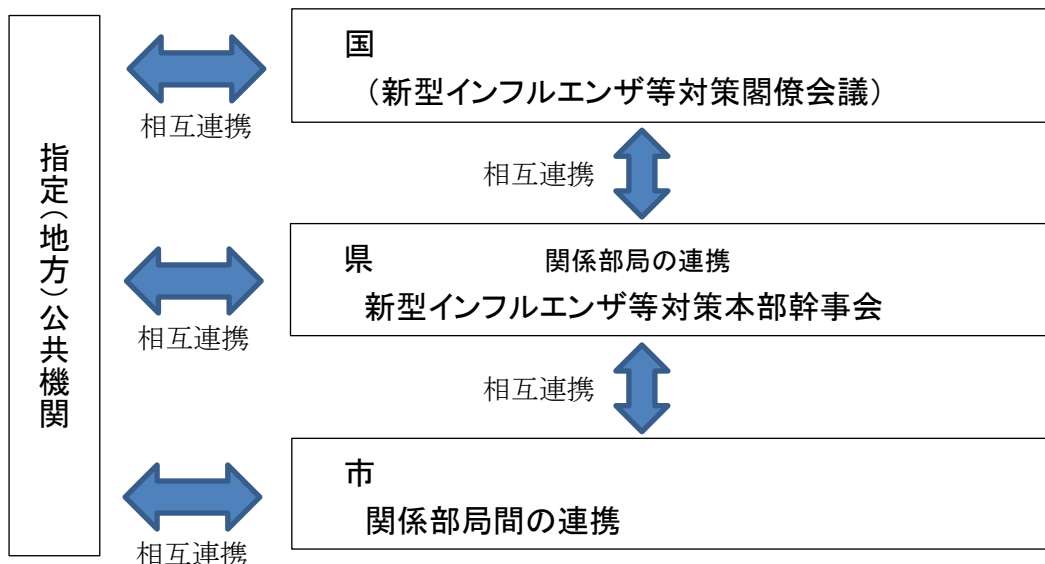 指定（地方）公共機関
国
（新型インフルエンザ等対策閣僚会議）
相互連携
相互連携
県 関係部局の連携
新型インフルエンザ等対策本部幹事会
相互連携
相互連携
市
関係部局間の連携
相互連携